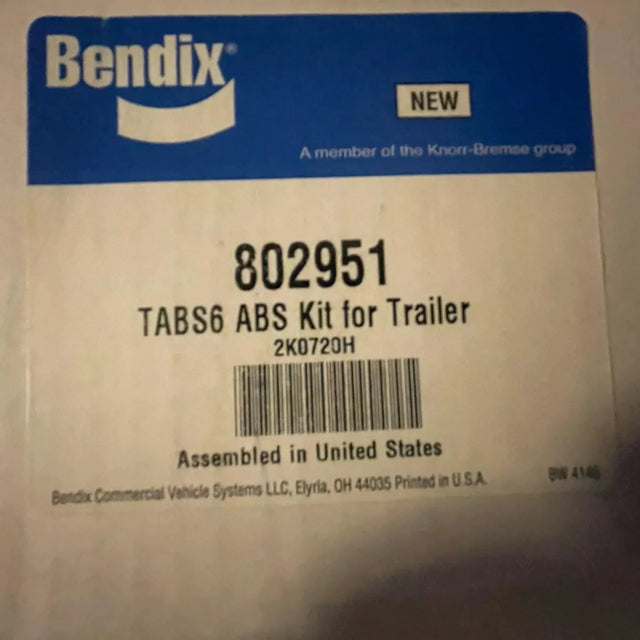 Bendix®
NEW
A member of the Knorr-Bremse group
802951
TABS6 ABS Kit for Trailer
2K0720H
Assembled in United States
Bendix Commercial Vehicle Systems LLC, Elyria, OH 44035 Printed in U.S.A.
BW